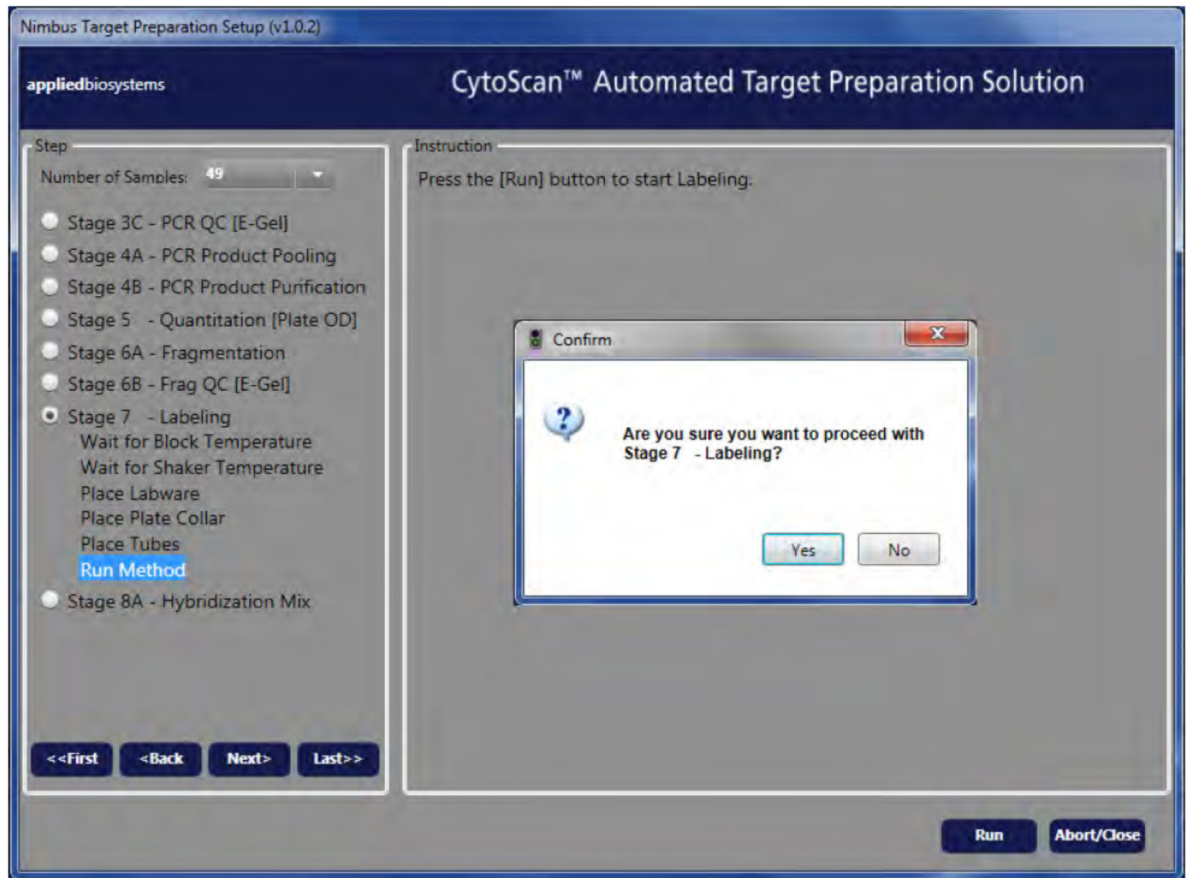 Nimbus Target Preparation Setup (v1.0.2)
appliedbiosystems
CytoScan™ Automated Target Preparation Solution
Step
Number of Samples: 49
Stage 3C - PCR QC [E-Gel]
Stage 4A - PCR Product Pooling
Stage 4B - PCR Product Purification
Stage 5 - Quantitation [Plate OD]
Stage 6A - Fragmentation
Stage 6B - Frag QC [E-Gel]
Stage 7 - Labeling
Wait for Block Temperature
Wait for Shaker Temperature
Place Labware
Place Plate Collar
Place Tubes
Run Method
Stage 8A - Hybridization Mix
<<First <Back Next> Last>>
Instruction
Press the [Run] button to start Labeling.
Confirm
Are you sure you want to proceed with
Stage 7 - Labeling?
Yes No
Run Abort/Close